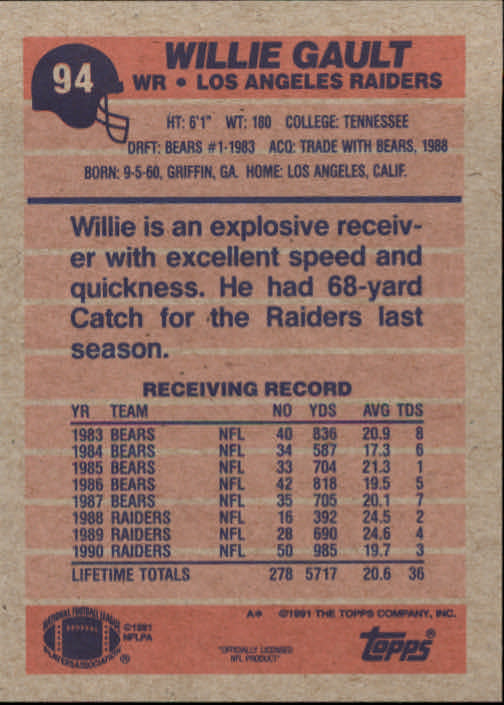 94
WILLIE GAULT
WR • LOS ANGELES RAIDERS
HT: 6'1" WT: 180 COLLEGE: TENNESSEE
DRFT: BEARS #1-1983 ACQ: TRADE WITH BEARS, 1988
BORN: 9-5-60, GRIFFIN, GA. HOME: LOS ANGELES, CALIF.
Willie is an explosive receiv-
er with excellent speed and
quickness. He had 68-yard
Catch for the Raiders last
season.
RECEIVING RECORD
YR TEAM NO YDS AVG TDS
1983 BEARS NFL 40 836 20.9 8
1984 BEARS NFL 34 587 17.3 6
1985 BEARS NFL 33 704 21.3 1
1986 BEARS NFL 42 818 19.5 5
1987 BEARS NFL 35 705 20.1 7
1988 RAIDERS NFL 16 392 24.5 2
1989 RAIDERS NFL 28 690 24.6 4
1990 RAIDERS NFL 50 985 19.7 3
LIFETIME TOTALS 278 5717 20.6 36
A* ©1991 THE TOPPS COMPANY, INC.
NATIONAL FOOTBALL LEAGUE
PLAYERS ASSOCIATION ®
©1991
NFLPA
"OFFICIALLY LICENSED
NFL PRODUCT"
topps®